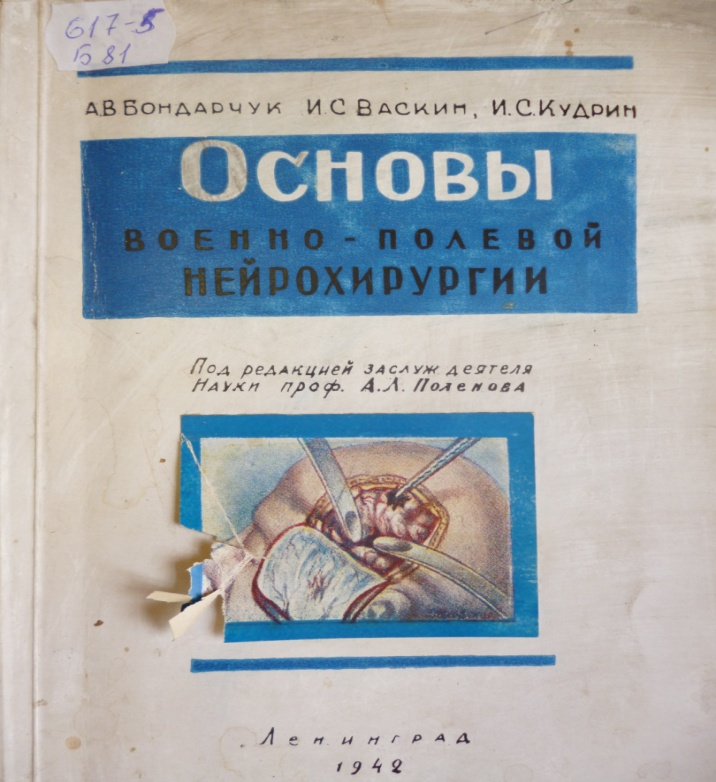 617-5
Б 81
А.В БОНДАРЧУК И.С ВАСКИН, И.С.КУДРИН
ОСНОВЫ
ВОЕННО-ПОЛЕВОЙ
НЕЙРОХИРУРГИИ
Под редакцией заслуж деятеля
Науки проф. А.Л. Поленова
Ленинград
1942